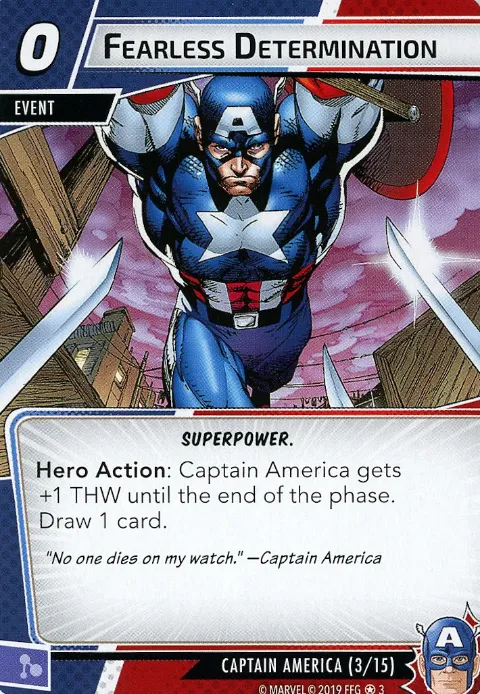 0
FEARLESS DETERMINATION
EVENT
A
SUPERPOWER.
Hero Action: Captain America gets
+1 THW until the end of the phase.
Draw 1 card.
"No one dies on my watch." —Captain America
CAPTAIN AMERICA (3/15)
A
© MARVEL © 2019 FFG ✪ 3